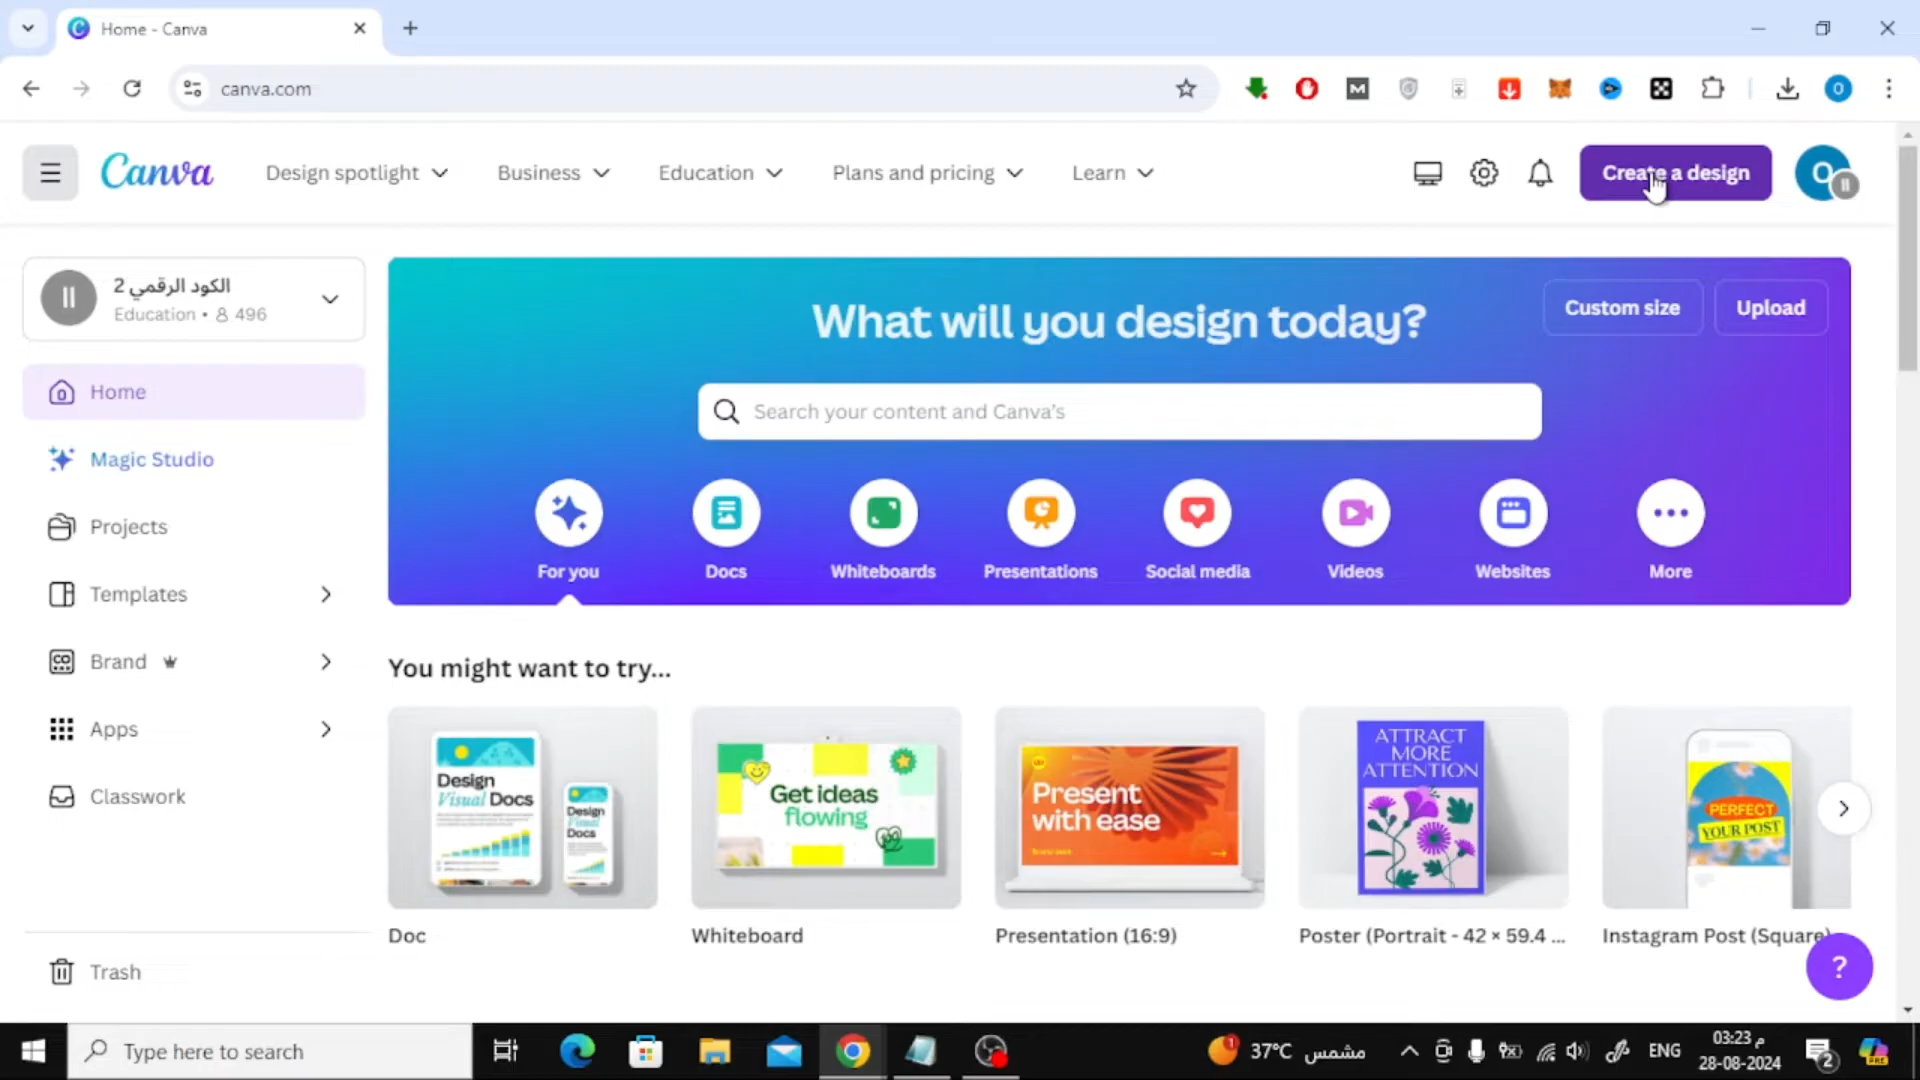 Home - Canva
canva.com
Canva
Design spotlight
Business
Education
Plans and pricing
Learn
Create a design
O
الكود الرقمي 2
Education • 496
Home
Magic Studio
Projects
Templates
Brand
Apps
Classwork
Trash
What will you design today?
Custom size
Upload
Search your content and Canva's
For you
Docs
Whiteboards
Presentations
Social media
Videos
Websites
More
You might want to try...
Design
Visual Docs
Design
Visual
Docs
Get ideas
flowing
Present
with ease
ATTRACT
MORE
ATTENTION
PERFECT
YOUR POST
Doc
Whiteboard
Presentation (16:9)
Poster (Portrait - 42 × 59.4 ...
Instagram Post (Square)
?
Type here to search
37°C مشمس
ENG
03:23 م
28-08-2024
2